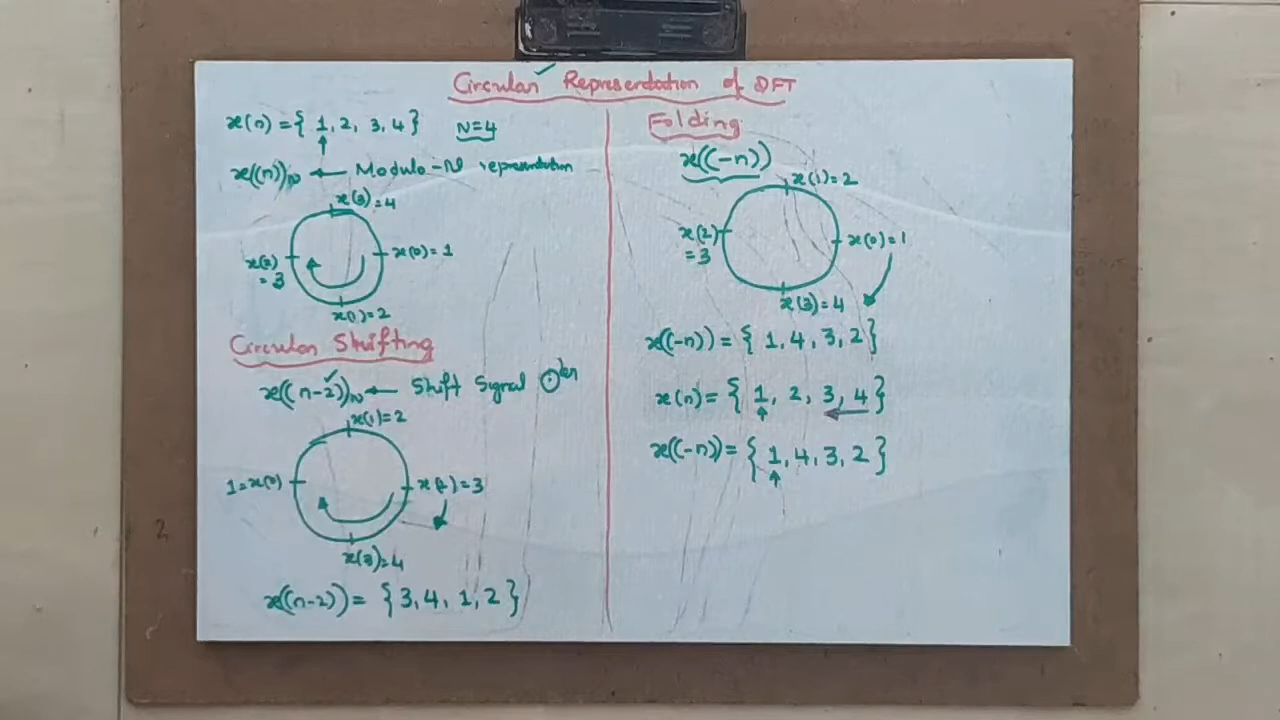 Circular Representation of DFT
x(n) = { 1, 2, 3, 4 } N=4
↑
x((n))N ← Modulo-N representation
x(3)=4
x(0)=1
x(2)
=3
x(1)=2
Circular Shifting
x((n-2))N ← Shift Signal
x(1)=2
1=x(0)
x(2)=3
x(3)=4
x((n-2)) = {3, 4, 1, 2}
Folding
x((-n))
x(1)=2
x(2)
=3
x(0)=1
x(3)=4
x((-n)) = { 1, 4, 3, 2 }
x(n) = { 1, 2, 3, 4 }
↑
x((-n)) = { 1, 4, 3, 2 }
↑
2